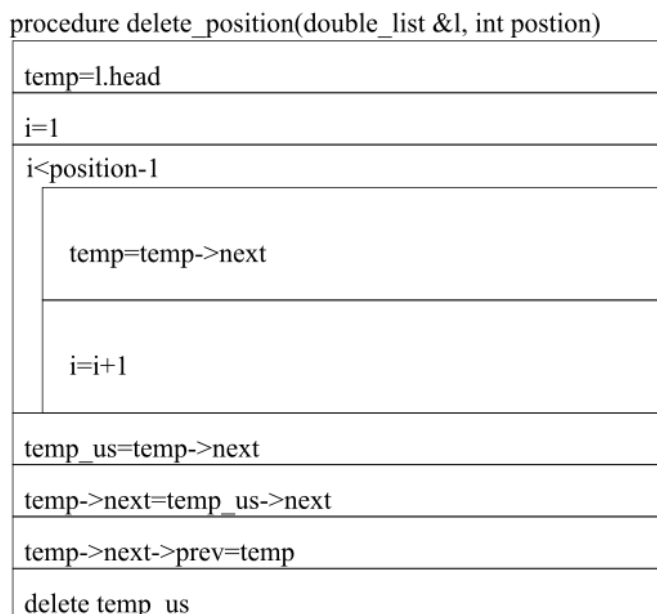 procedure delete_position(double_list &l, int postion)
temp=l.head
i=1
i<position-1
temp=temp->next
i=i+1
temp_us=temp->next
temp->next=temp_us->next
temp->next->prev=temp
delete temp_us